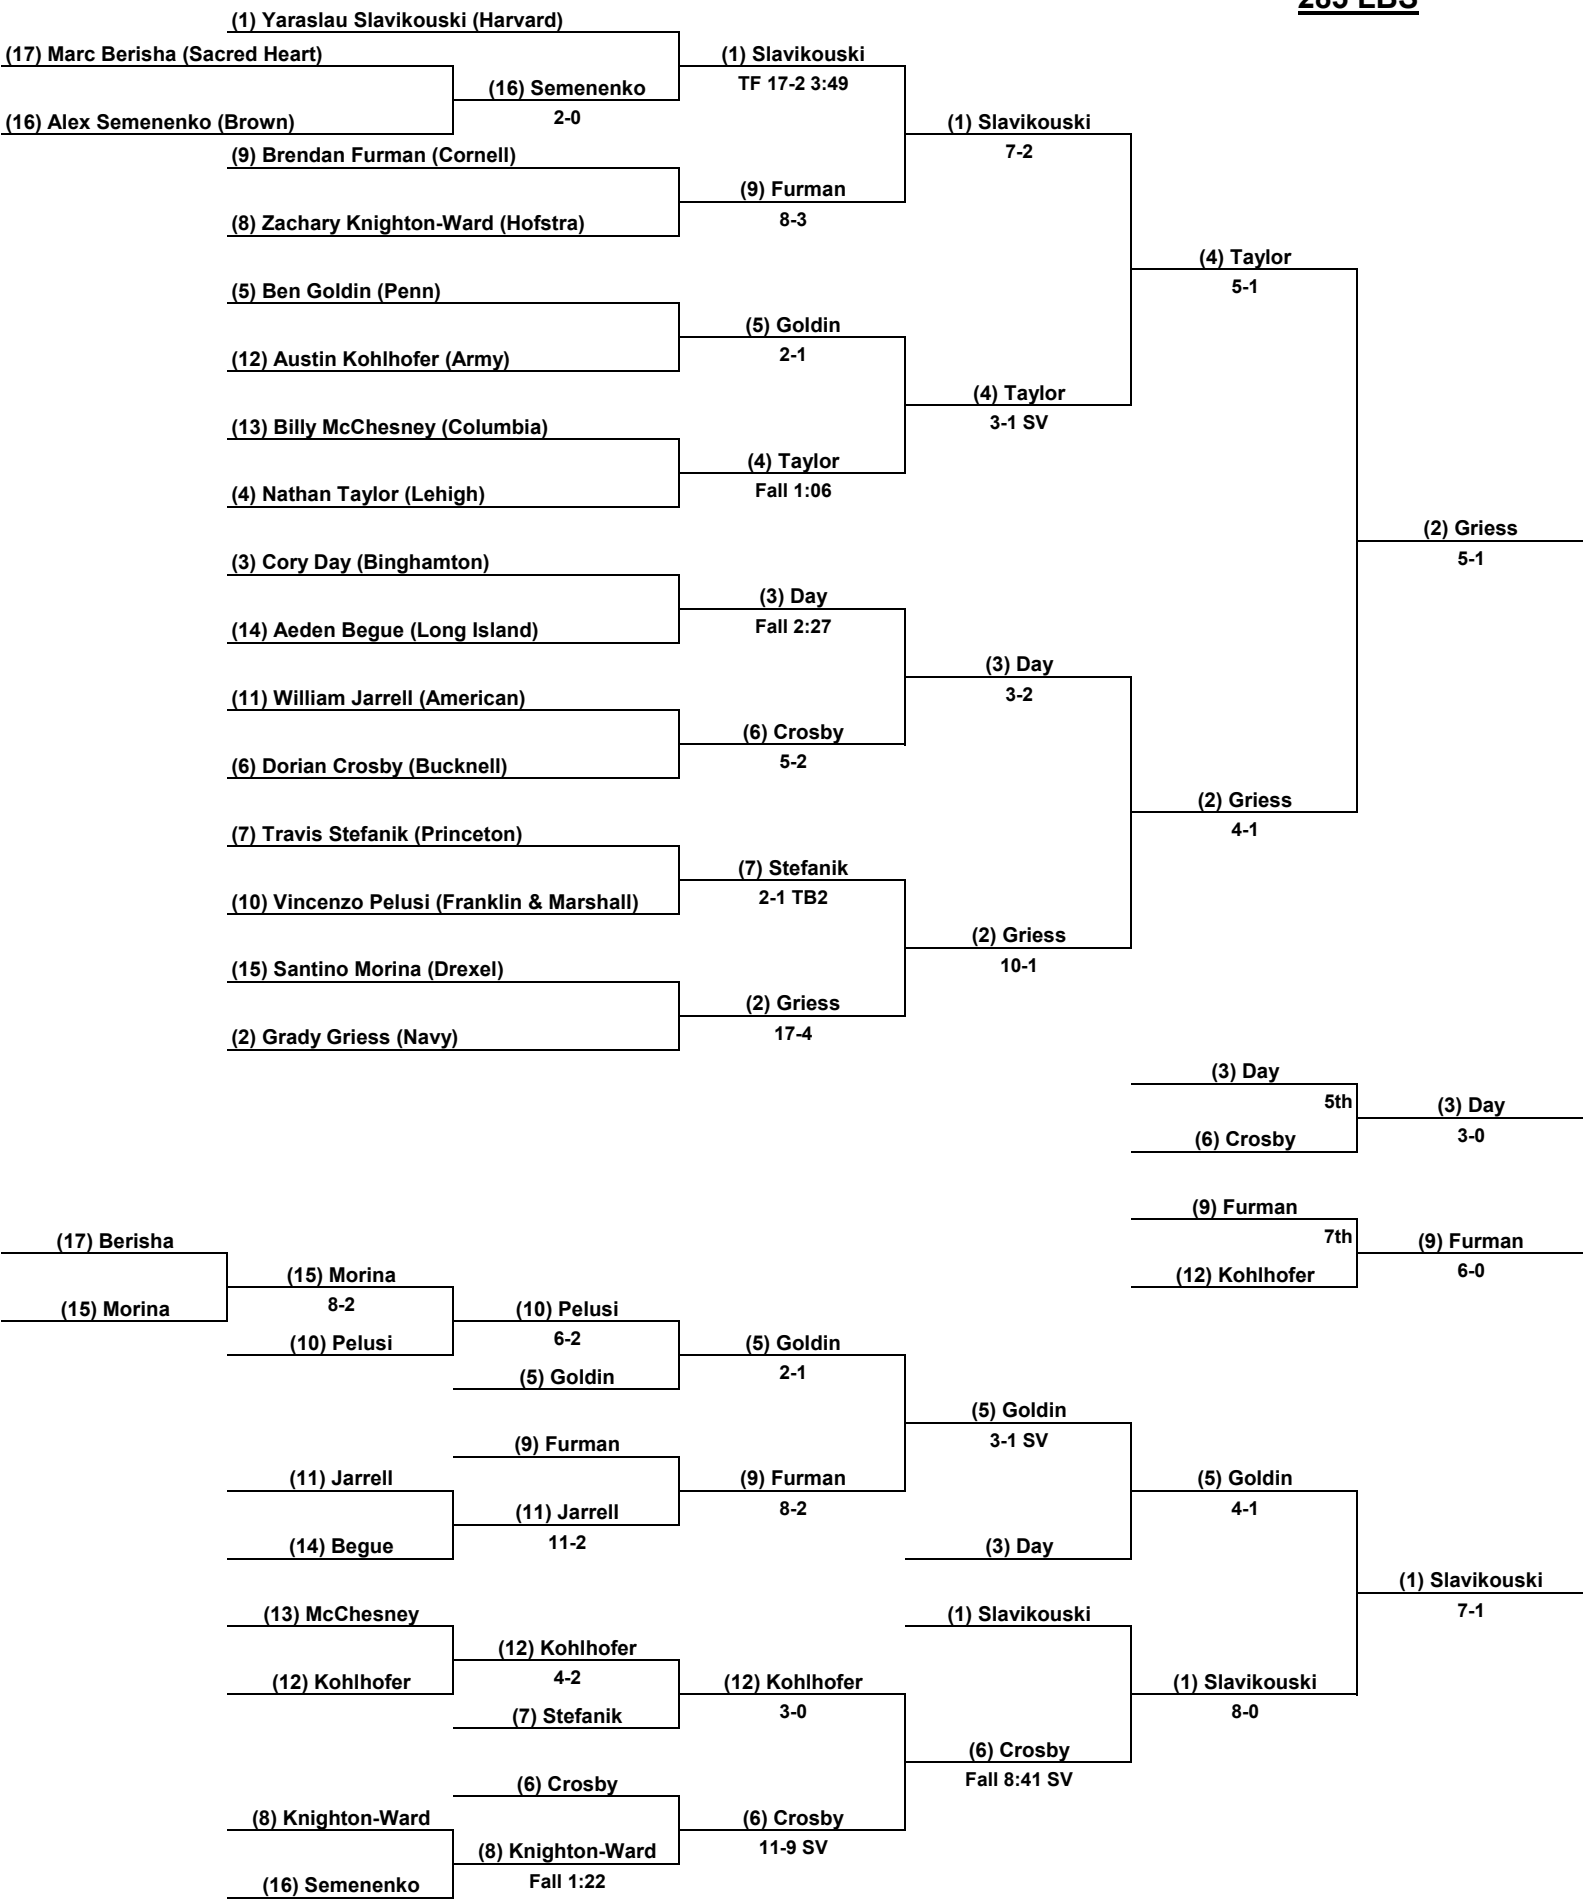 285 LBS
(1) Yaraslau Slavikouski (Harvard)
(17) Marc Berisha (Sacred Heart)
(1) Slavikouski
(16) Semenenko
TF 17-2 3:49
(16) Alex Semenenko (Brown)
2-0
(1) Slavikouski
(9) Brendan Furman (Cornell)
7-2
(9) Furman
(8) Zachary Knighton-Ward (Hofstra)
8-3
(4) Taylor
(5) Ben Goldin (Penn)
5-1
(5) Goldin
(12) Austin Kohlhofer (Army)
2-1
(4) Taylor
(13) Billy McChesney (Columbia)
3-1 SV
(4) Taylor
(4) Nathan Taylor (Lehigh)
Fall 1:06
(2) Griess
(3) Cory Day (Binghamton)
5-1
(3) Day
(14) Aeden Begue (Long Island)
Fall 2:27
(3) Day
(11) William Jarrell (American)
3-2
(6) Crosby
(6) Dorian Crosby (Bucknell)
5-2
(2) Griess
(7) Travis Stefanik (Princeton)
4-1
(7) Stefanik
(10) Vincenzo Pelusi (Franklin & Marshall)
2-1 TB2
(2) Griess
(15) Santino Morina (Drexel)
10-1
(2) Griess
(2) Grady Griess (Navy)
17-4
(3) Day
5th
(3) Day
(6) Crosby
3-0
(9) Furman
(17) Berisha
7th
(9) Furman
(15) Morina
(12) Kohlhofer
6-0
(15) Morina
8-2
(10) Pelusi
(10) Pelusi
6-2
(5) Goldin
(5) Goldin
2-1
(5) Goldin
(9) Furman
3-1 SV
(11) Jarrell
(9) Furman
(5) Goldin
(11) Jarrell
8-2
4-1
(14) Begue
11-2
(3) Day
(1) Slavikouski
(13) McChesney
(1) Slavikouski
7-1
(12) Kohlhofer
(12) Kohlhofer
4-2
(12) Kohlhofer
(1) Slavikouski
(7) Stefanik
3-0
8-0
(6) Crosby
(6) Crosby
Fall 8:41 SV
(8) Knighton-Ward
(6) Crosby
(8) Knighton-Ward
11-9 SV
(16) Semenenko
Fall 1:22